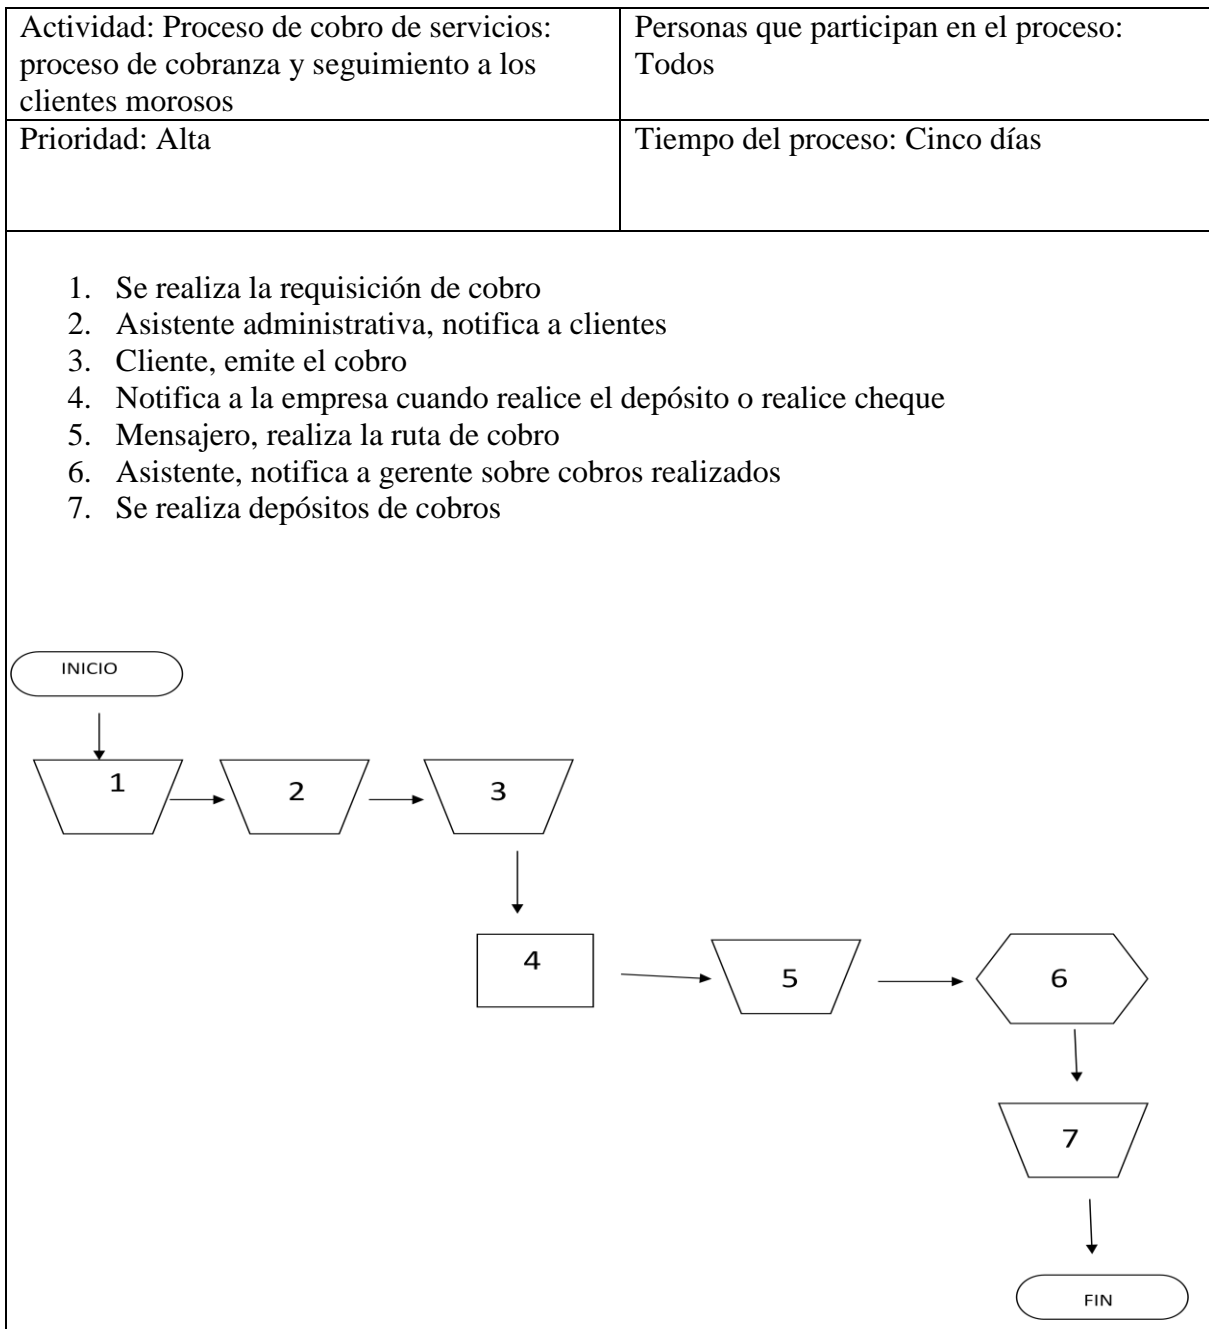 Actividad: Proceso de cobro de servicios:
proceso de cobranza y seguimiento a los
clientes morosos
Personas que participan en el proceso:
Todos
Prioridad: Alta
Tiempo del proceso: Cinco días
1. Se realiza la requisición de cobro
2. Asistente administrativa, notifica a clientes
3. Cliente, emite el cobro
4. Notifica a la empresa cuando realice el depósito o realice cheque
5. Mensajero, realiza la ruta de cobro
6. Asistente, notifica a gerente sobre cobros realizados
7. Se realiza depósitos de cobros
INICIO
1
2
3
4
5
6
7
FIN